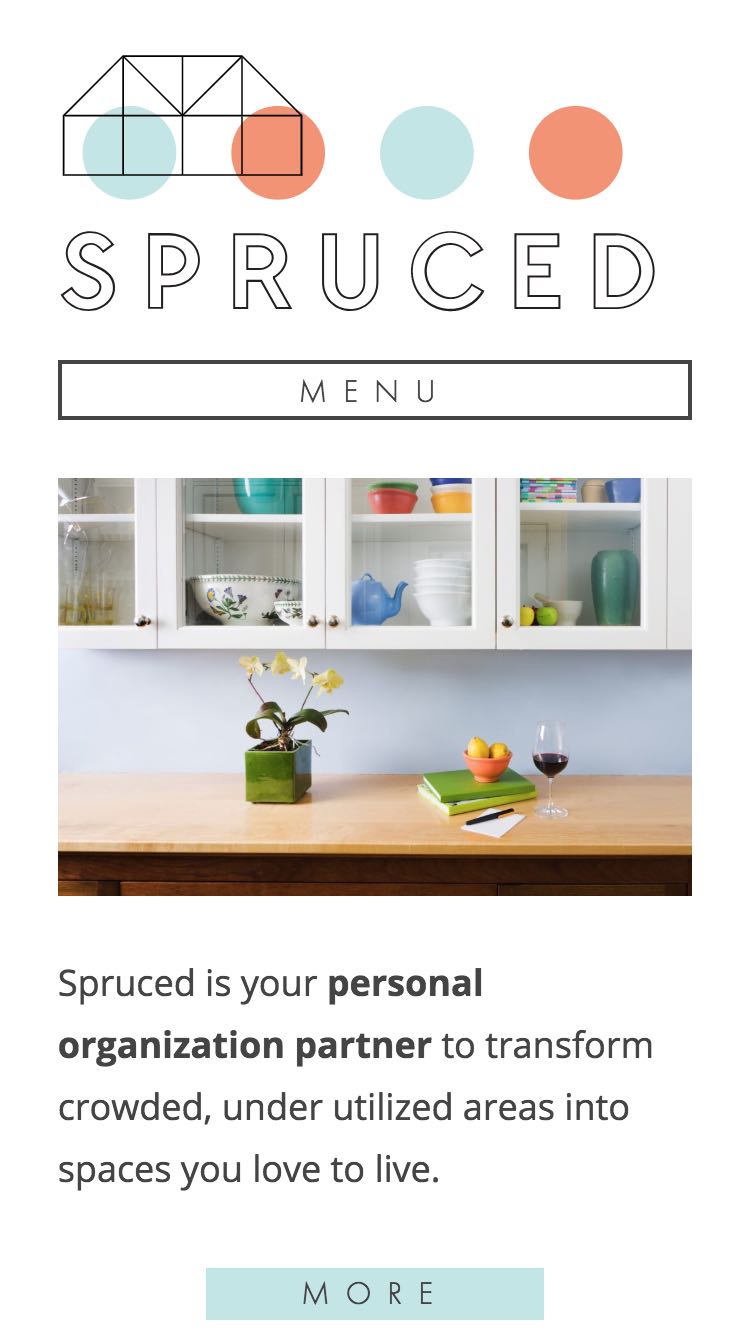 SPRUCED
MENU
Spruced is your personal
organization partner to transform
crowded, under utilized areas into
spaces you love to live.
MORE